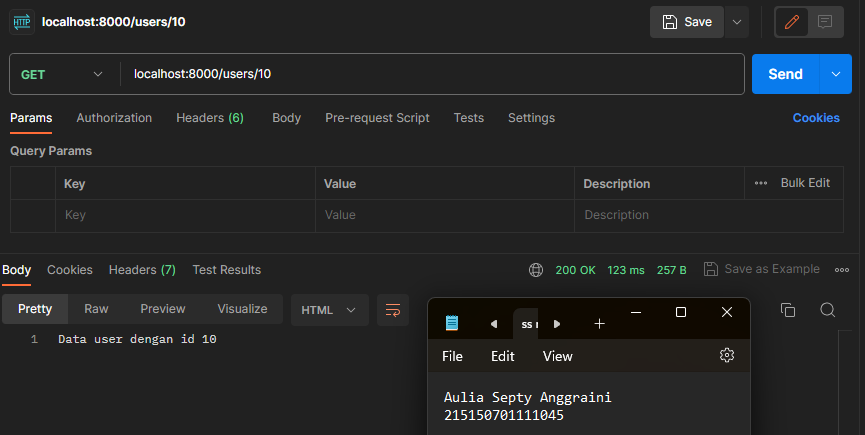 HTTP localhost:8000/users/10 Save
GET localhost:8000/users/10 Send
Params Authorization Headers (6) Body Pre-request Script Tests Settings Cookies
Query Params
Key Value Description ••• Bulk Edit
Key Value Description
Body Cookies Headers (7) Test Results 200 OK 123 ms 257 B Save as Example
Pretty Raw Preview Visualize HTML
1 Data user dengan id 10
File Edit View
Aulia Septy Anggraini
215150701111045